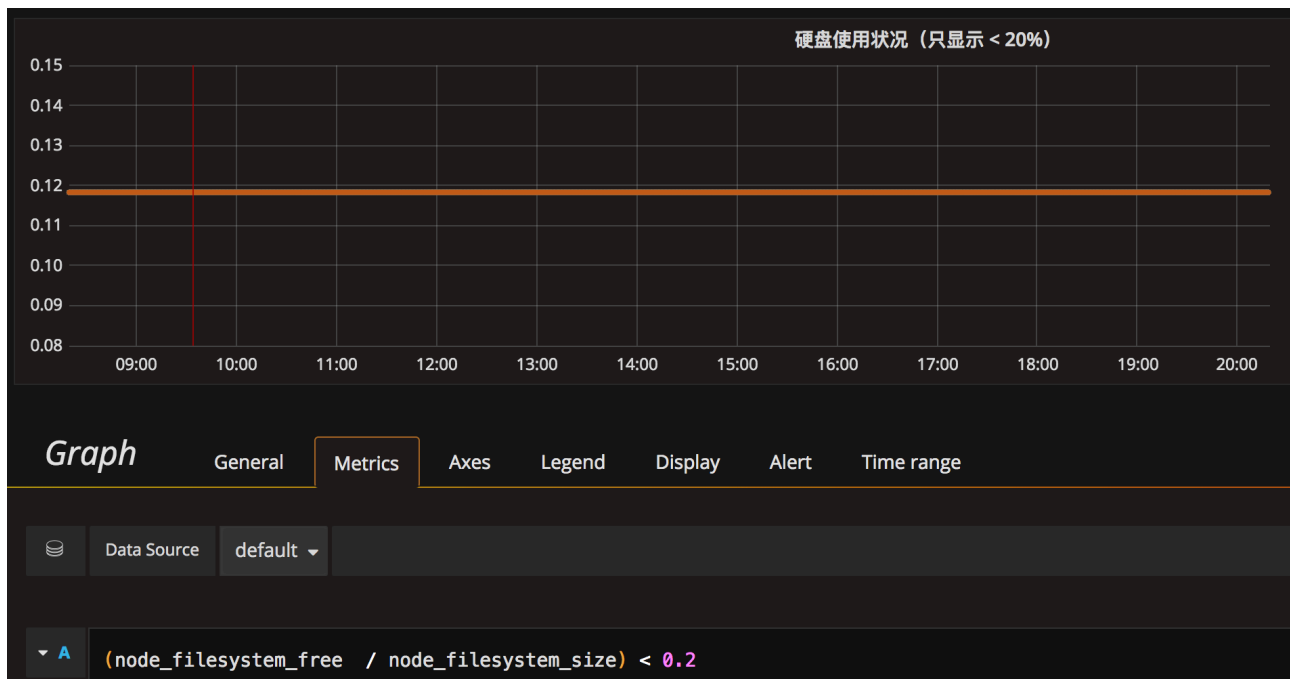 硬盘使用状况（只显示 < 20%）
0.15
0.14
0.13
0.12
0.11
0.10
0.09
0.08
09:00 10:00 11:00 12:00 13:00 14:00 15:00 16:00 17:00 18:00 19:00 20:00
Graph General Metrics Axes Legend Display Alert Time range
Data Source default
A (node_filesystem_free / node_filesystem_size) < 0.2